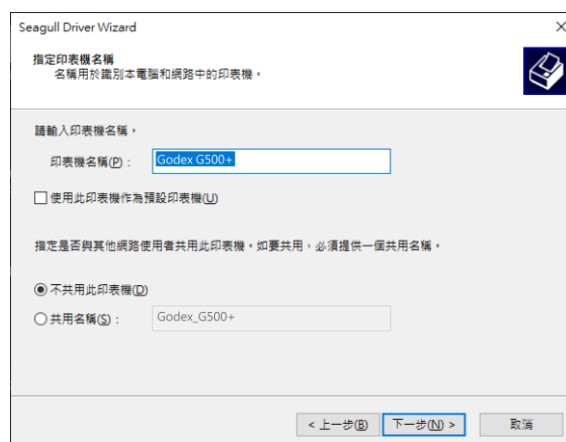 Seagull Driver Wizard
指定印表機名稱
名稱用於識別本電腦和網路中的印表機。
請輸入印表機名稱。
印表機名稱(P)： Godex G500+
使用此印表機作為預設印表機(U)
指定是否與其他網路使用者共用此印表機。如要共用，必須提供一個共用名稱。
不共用此印表機(D)
共用名稱(S)： Godex_G500+
< 上一步(B) 下一步(N) > 取消